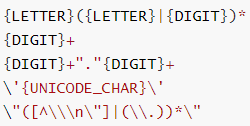 {LETTER}({LETTER}|{DIGIT})*
{DIGIT}+
{DIGIT}+"."{DIGIT}+
\'{UNICODE_CHAR}\'
\"([^\\\n\"]|(\\.))*\"